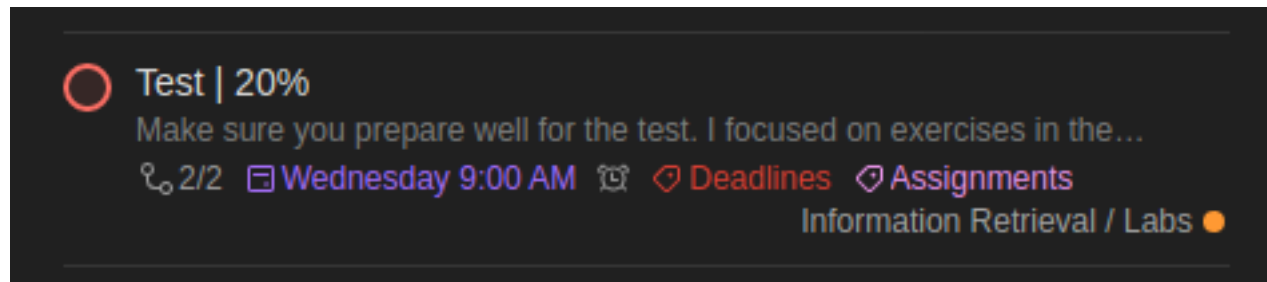 Test | 20%
Make sure you prepare well for the test. I focused on exercises in the…
2/2 Wednesday 9:00 AM Deadlines Assignments
Information Retrieval / Labs